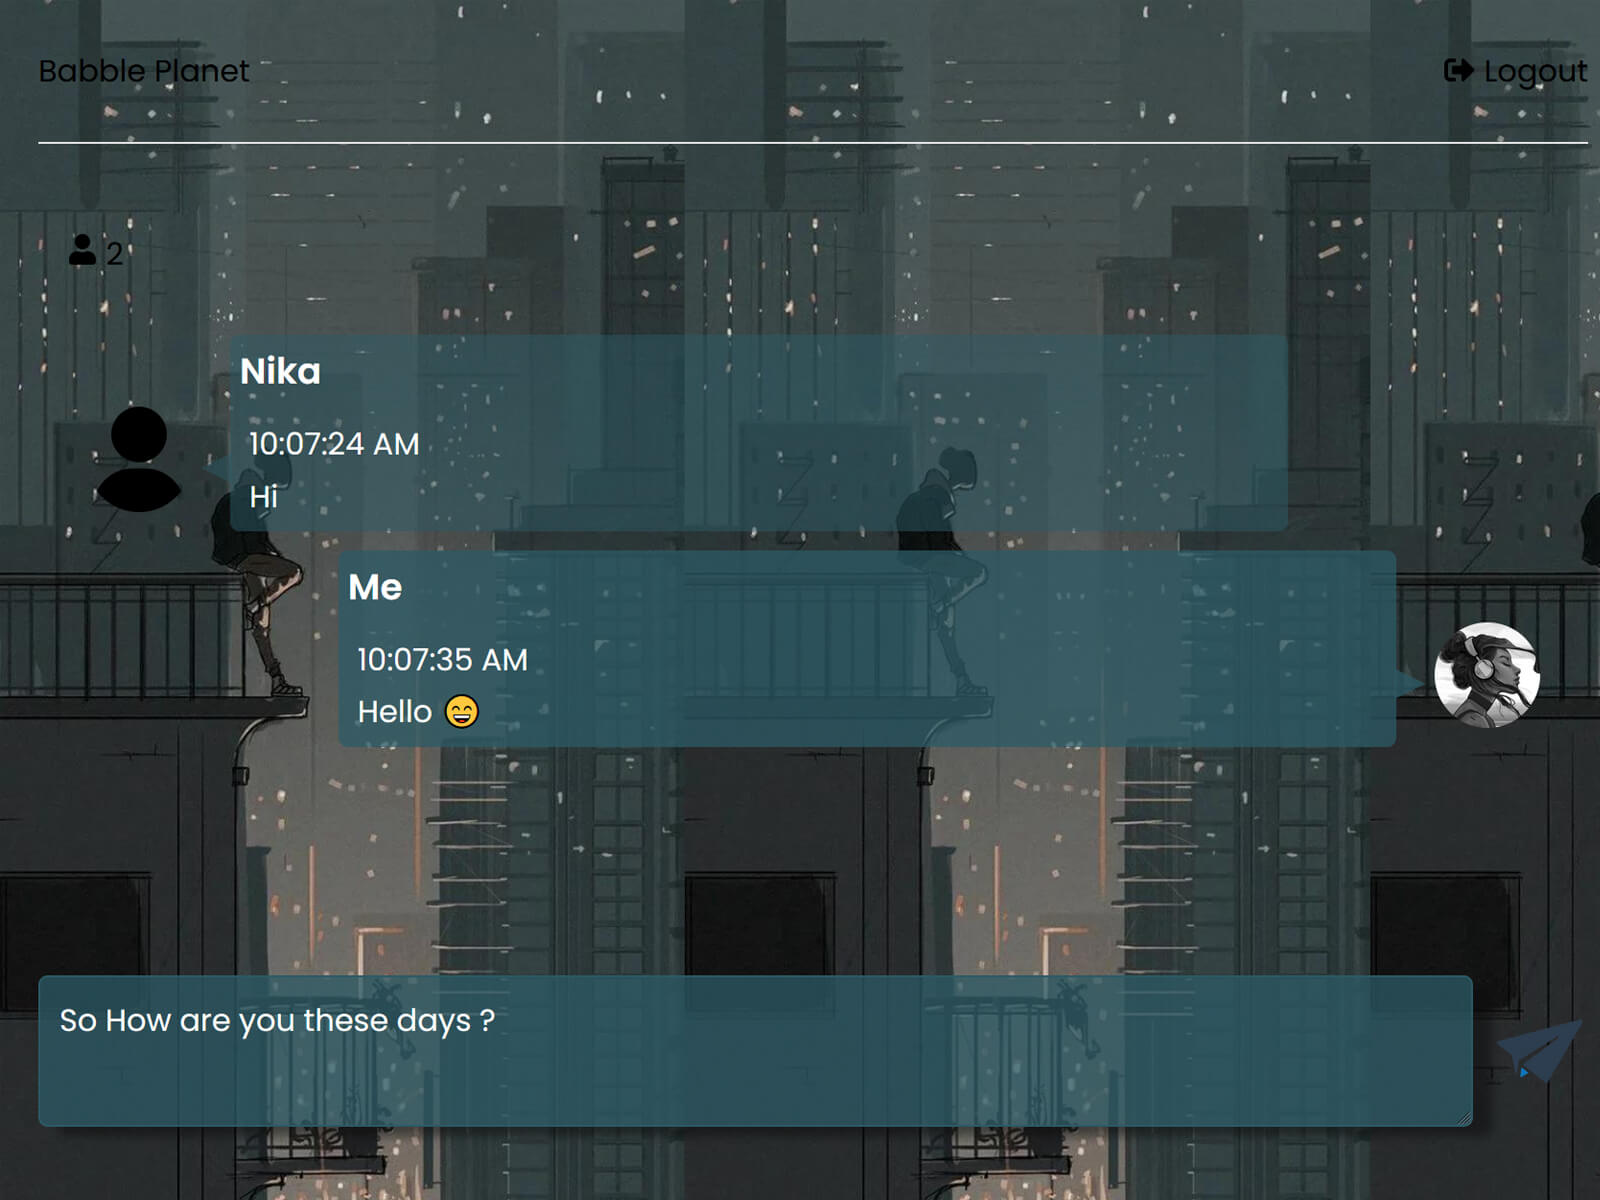 Babble Planet
Logout
2
Nika
10:07:24 AM
Hi
Me
10:07:35 AM
Hello 😄
So How are you these days ?